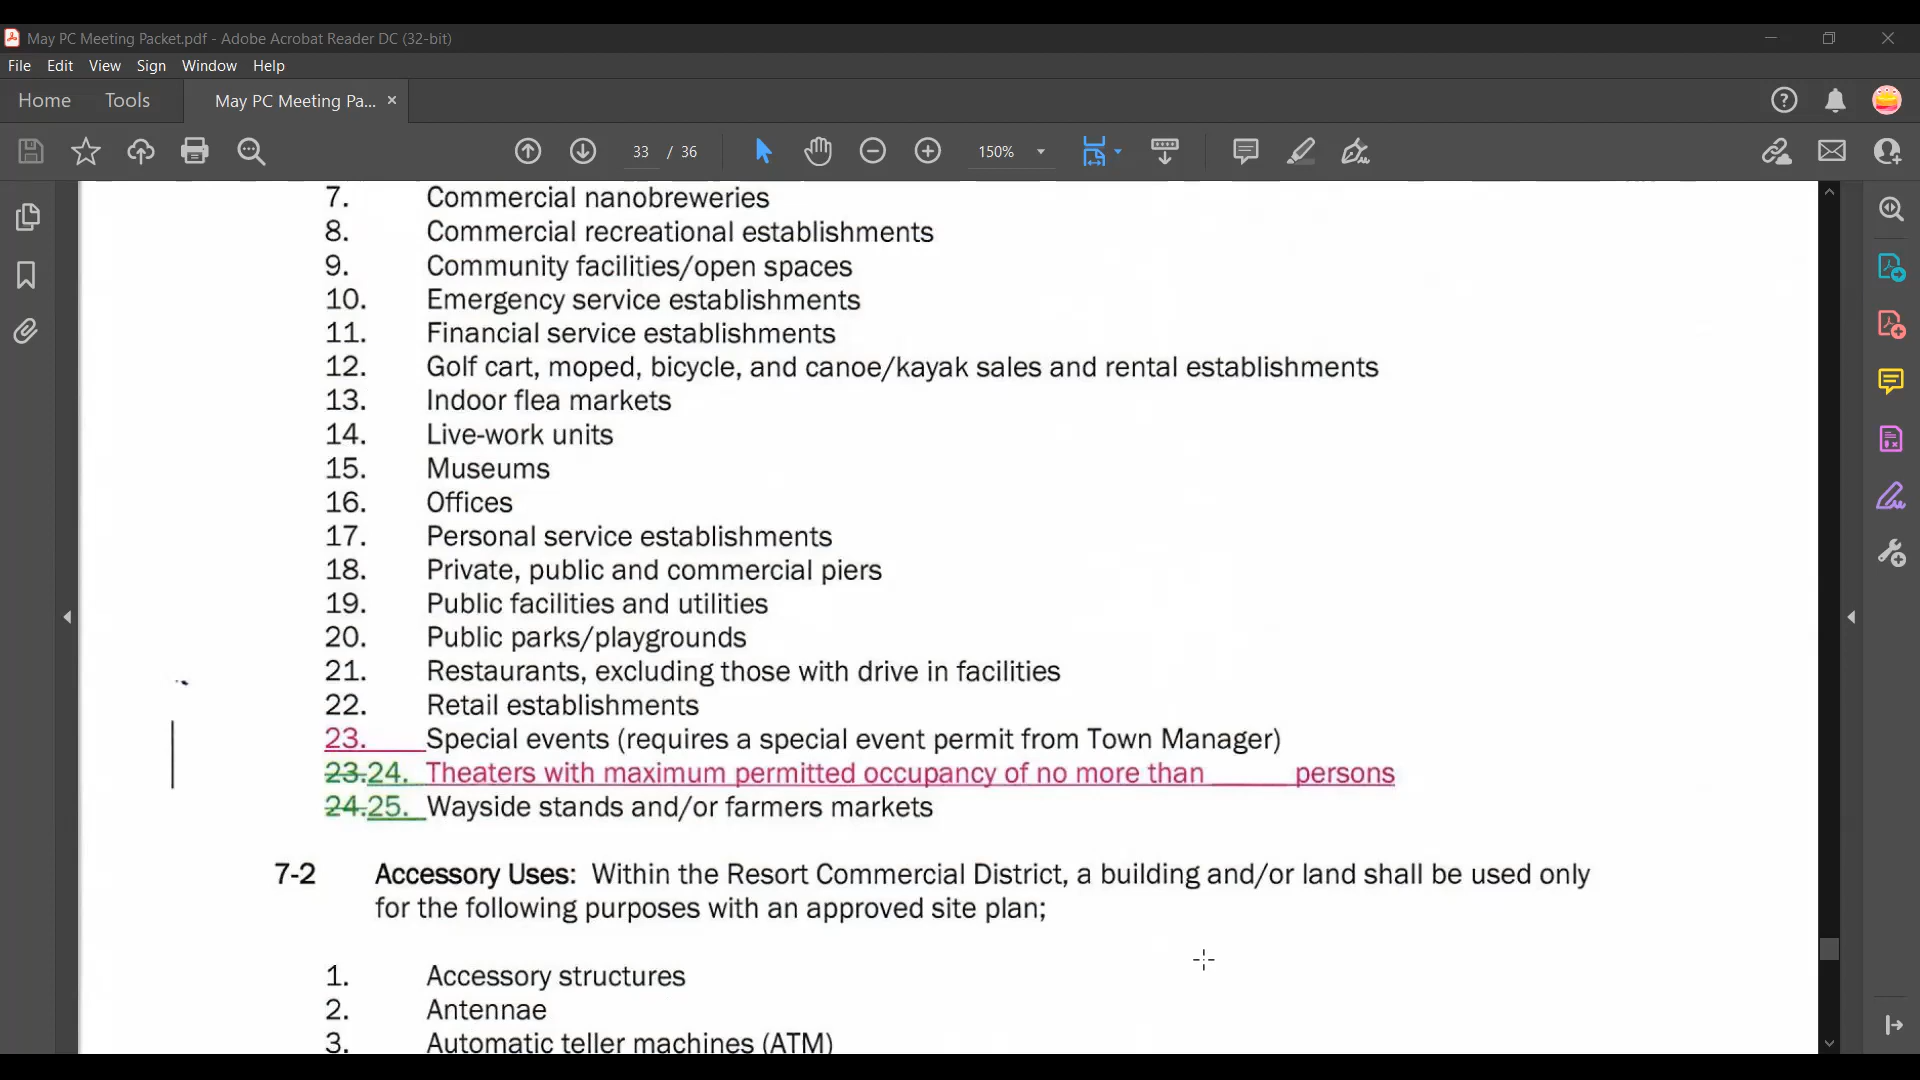 May PC Meeting Packet.pdf - Adobe Acrobat Reader DC (32-bit)
File Edit View Sign Window Help
Home Tools May PC Meeting Pa... ×
33 / 36 150%
7. Commercial nanobreweries
8. Commercial recreational establishments
9. Community facilities/open spaces
10. Emergency service establishments
11. Financial service establishments
12. Golf cart, moped, bicycle, and canoe/kayak sales and rental establishments
13. Indoor flea markets
14. Live-work units
15. Museums
16. Offices
17. Personal service establishments
18. Private, public and commercial piers
19. Public facilities and utilities
20. Public parks/playgrounds
21. Restaurants, excluding those with drive in facilities
22. Retail establishments
23. Special events (requires a special event permit from Town Manager)
23.24. Theaters with maximum permitted occupancy of no more than _____ persons
24.25. Wayside stands and/or farmers markets
7-2 Accessory Uses: Within the Resort Commercial District, a building and/or land shall be used only
for the following purposes with an approved site plan;
1. Accessory structures
2. Antennae
3. Automatic teller machines (ATM)